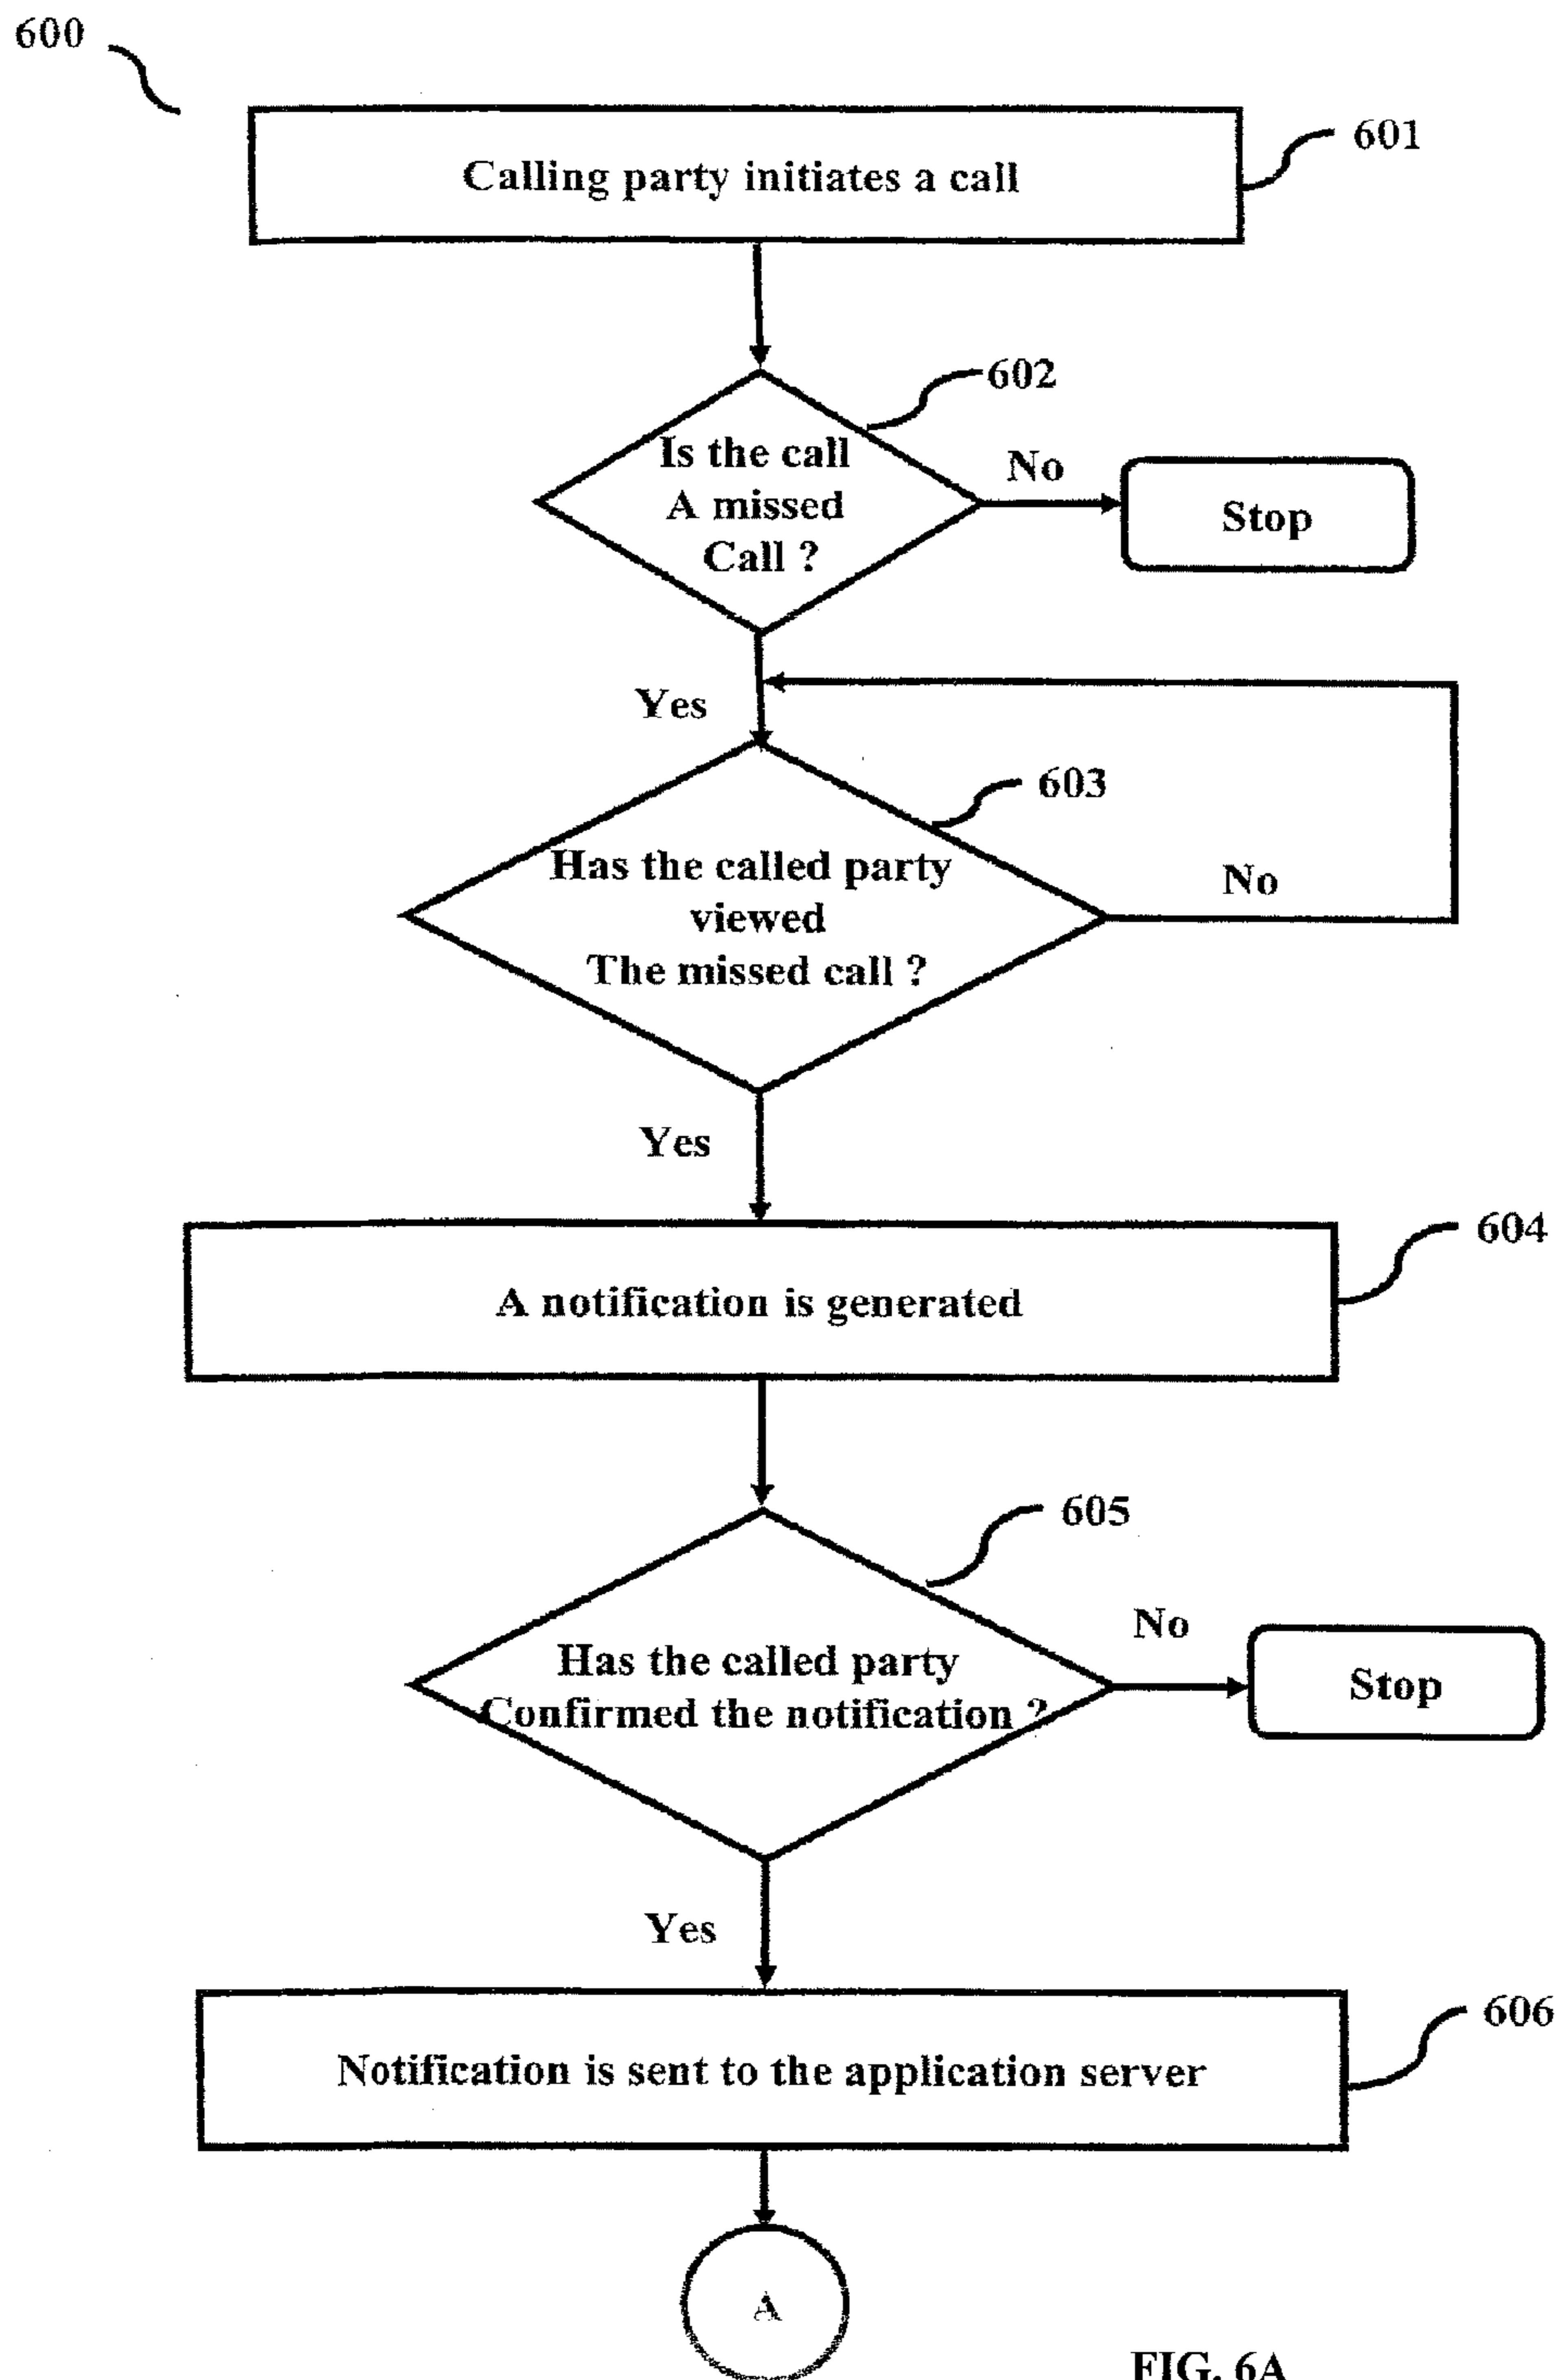 600
601
Calling party initiates a call
602
Is the call
A missed
Call ?
No
Stop
Yes
603
Has the called party
viewed
The missed call ?
No
Yes
604
A notification is generated
605
Has the called party
Confirmed the notification ?
No
Stop
Yes
606
Notification is sent to the application server
A
FIG. 6A